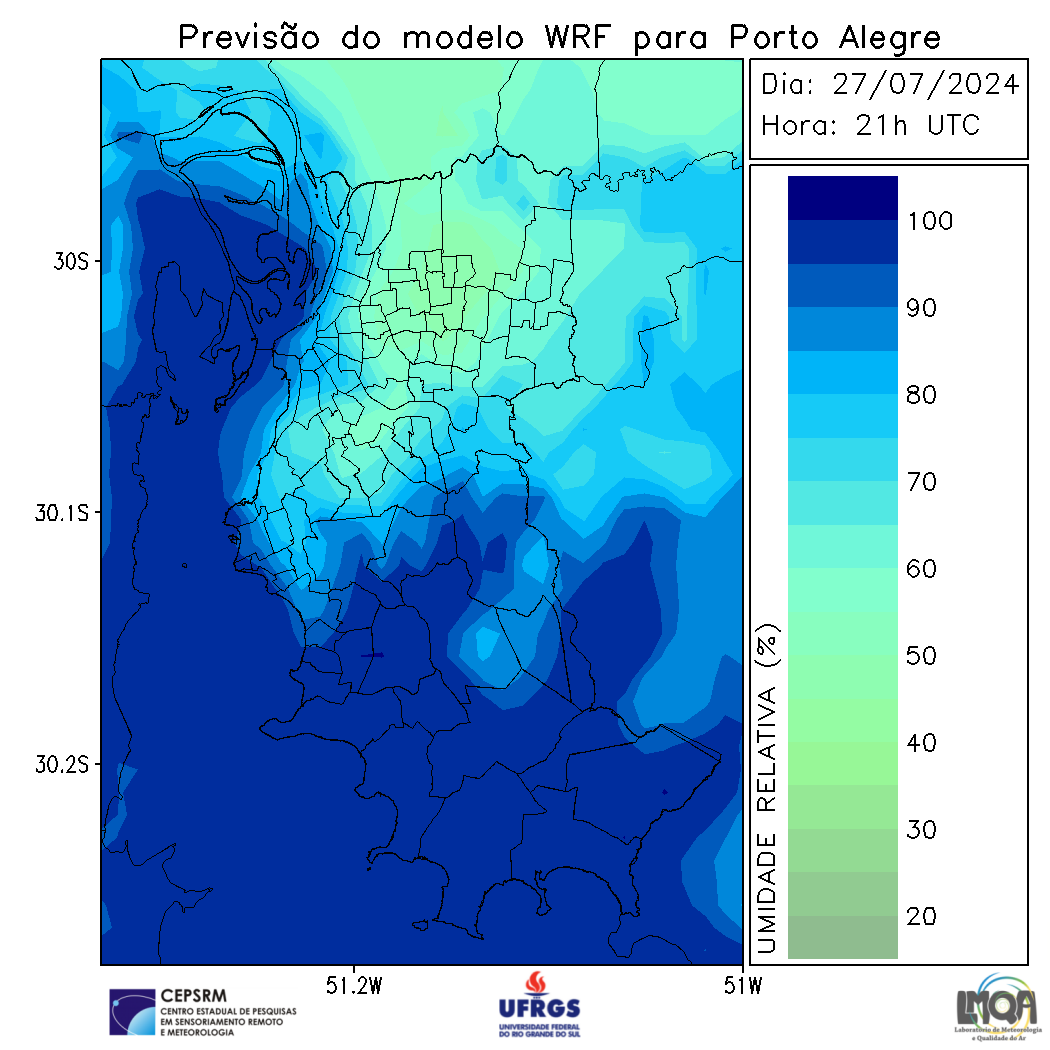 Previsão do modelo WRF para Porto Alegre
Dia: 27/07/2024
Hora: 21h UTC
30S
30.1S
30.2S
51.2W
51W
100
90
80
70
60
50
40
30
20
UMIDADE RELATIVA (%)
CEPSRM
CENTRO ESTADUAL DE PESQUISAS
EM SENSORIAMENTO REMOTO
E METEOROLOGIA
UFRGS
UNIVERSIDADE FEDERAL
DO RIO GRANDE DO SUL
LMQA
Laboratório de Meteorologia
e Qualidade do Ar